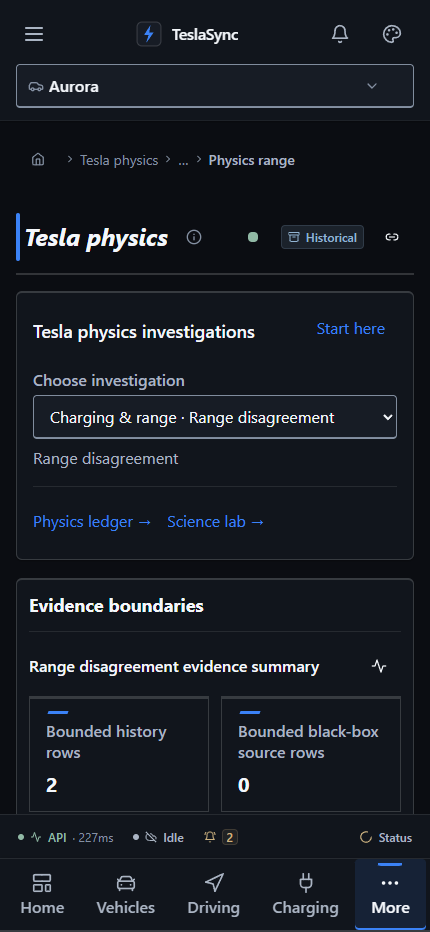 TeslaSync
Aurora
Tesla physics
...
Physics range
Tesla physics
Historical
Tesla physics investigations
Start here
Choose investigation
Charging & range · Range disagreement
Range disagreement
Physics ledger →
Science lab →
Evidence boundaries
Range disagreement evidence summary
Bounded history
rows
2
Bounded black-box
source rows
0
API · 227ms
Idle
2
Status
Home
Vehicles
Driving
Charging
More